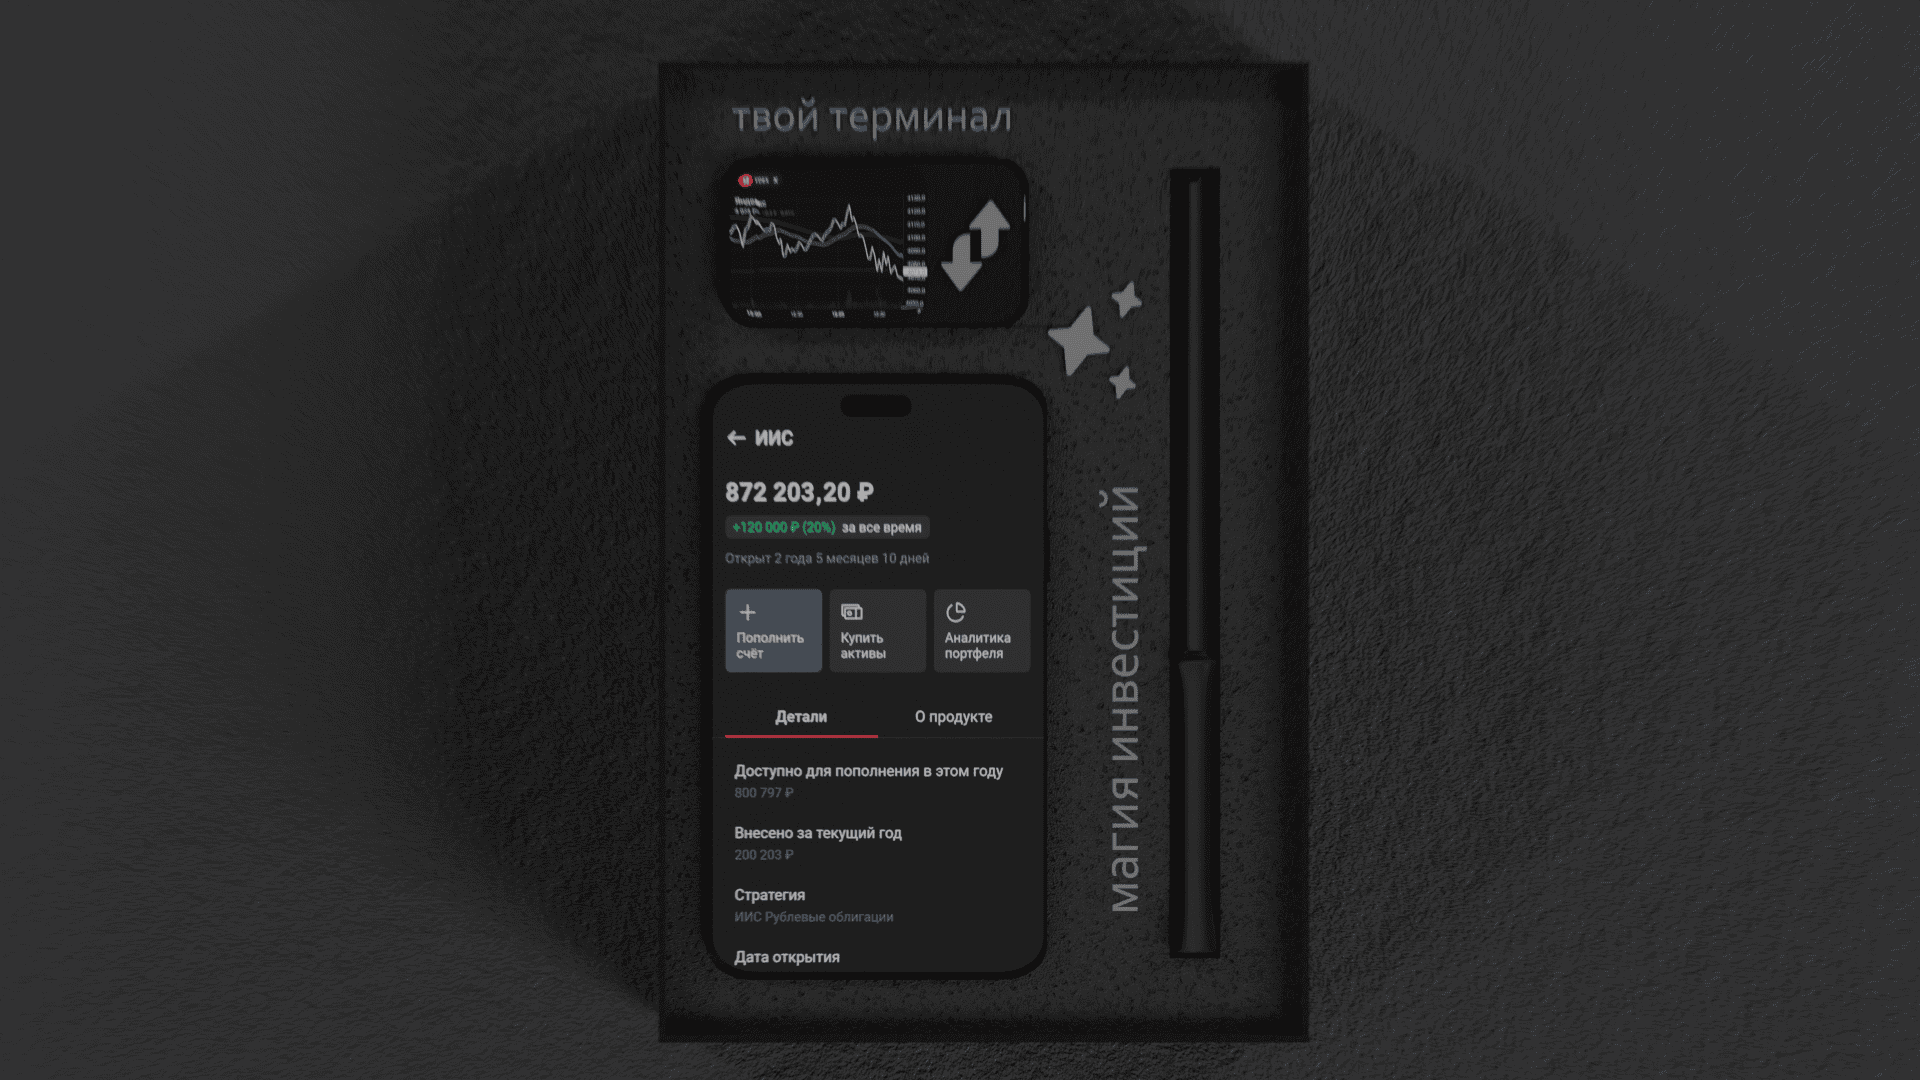 твой терминал
ИИС
872 203,20 ₽
+120 000 ₽ (20%) за все время
Открыт 2 года 5 месяцев 10 дней
Пополнить
счёт
Купить
активы
Аналитика
портфеля
Детали
О продукте
Доступно для пополнения в этом году
800 797 ₽
Внесено за текущий год
200 203 ₽
Стратегия
ИИС Рублевые облигации
Дата открытия
магия инвестиций